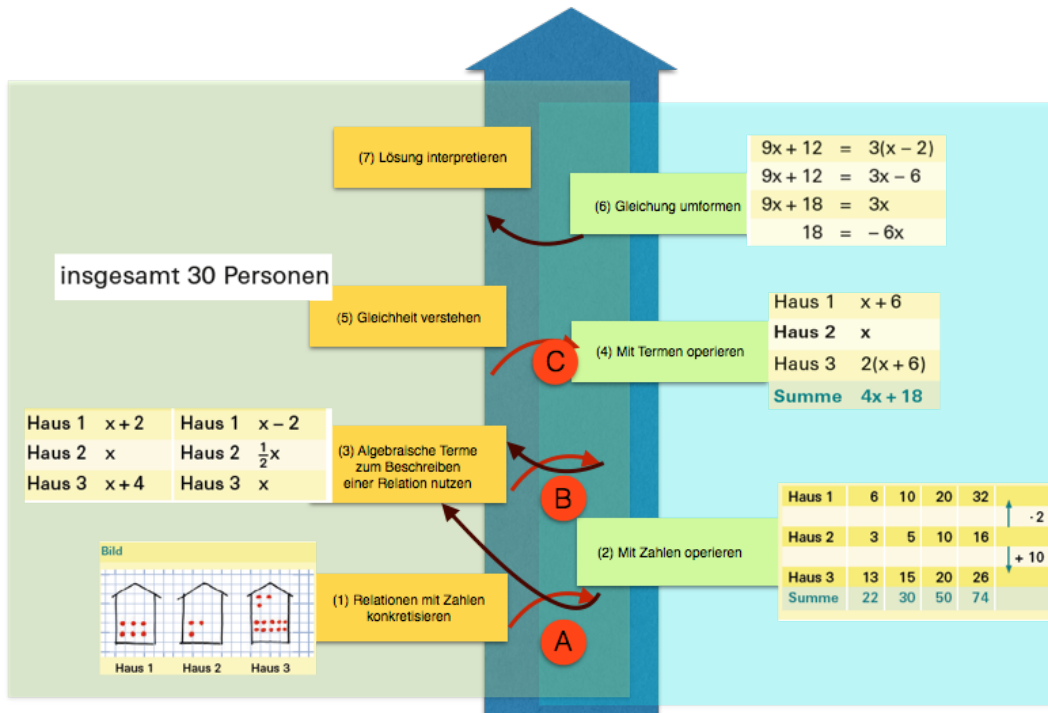 (7) Lösung interpretieren
9x + 12 = 3(x – 2)
9x + 12 = 3x – 6
9x + 18 = 3x
18 = – 6x
(6) Gleichung umformen
insgesamt 30 Personen
(5) Gleichheit verstehen
C
(4) Mit Termen operieren
Haus 1 x + 6
Haus 2 x
Haus 3 2(x + 6)
Summe 4x + 18
Haus 1 x + 2 Haus 1 x – 2
Haus 2 x Haus 2 ½x
Haus 3 x + 4 Haus 3 x
(3) Algebraische Terme
zum Beschreiben
einer Relation nutzen
B
(2) Mit Zahlen operieren
Haus 1 6 10 20 32
· 2
Haus 2 3 5 10 16
+ 10
Haus 3 13 15 20 26
Summe 22 30 50 74
Bild
Haus 1 Haus 2 Haus 3
(1) Relationen mit Zahlen
konkretisieren
A